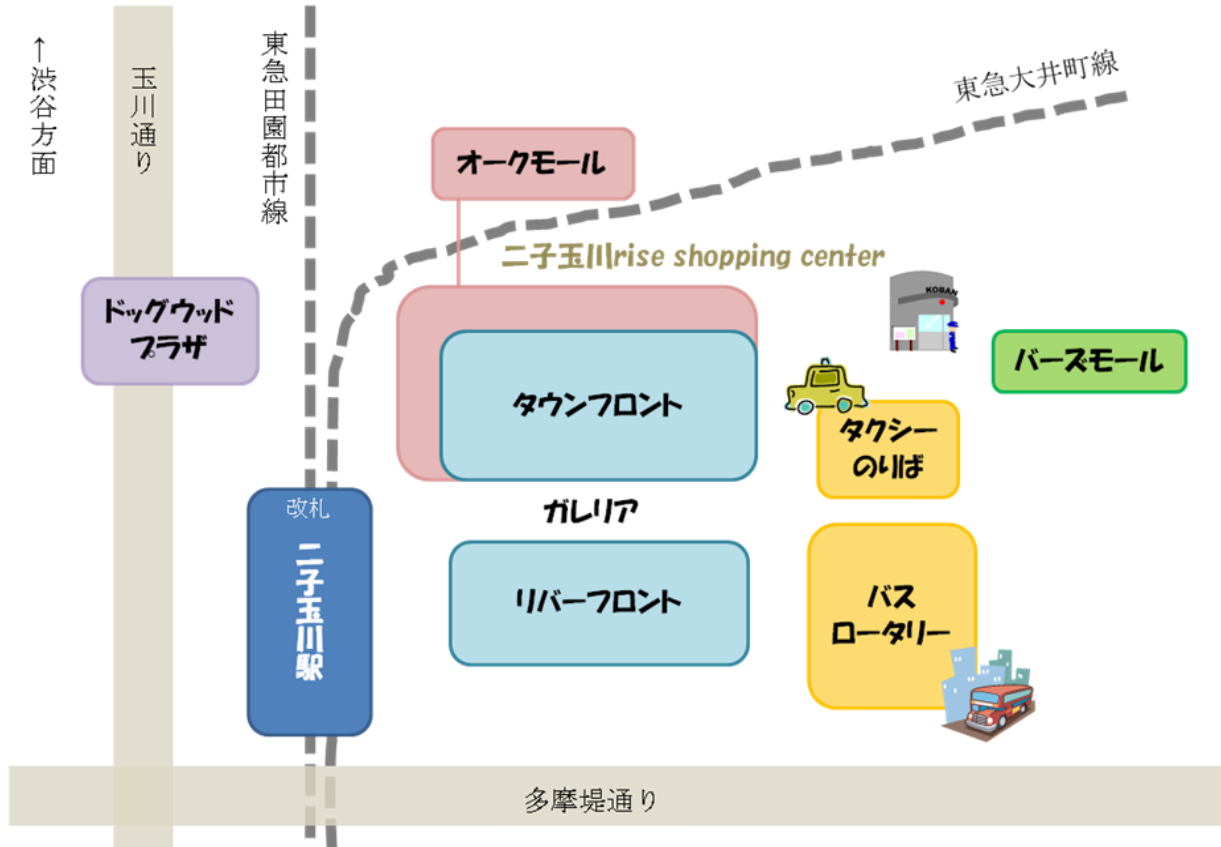 ↑渋谷方面
玉川通り
東急田園都市線
東急大井町線
オークモール
二子玉川rise shopping center
KOBAN
ドッグウッド
プラザ
タウンフロント
バーズモール
タクシー
のりば
改札
二子玉川駅
ガレリア
リバーフロント
バス
ロータリー
多摩堤通り